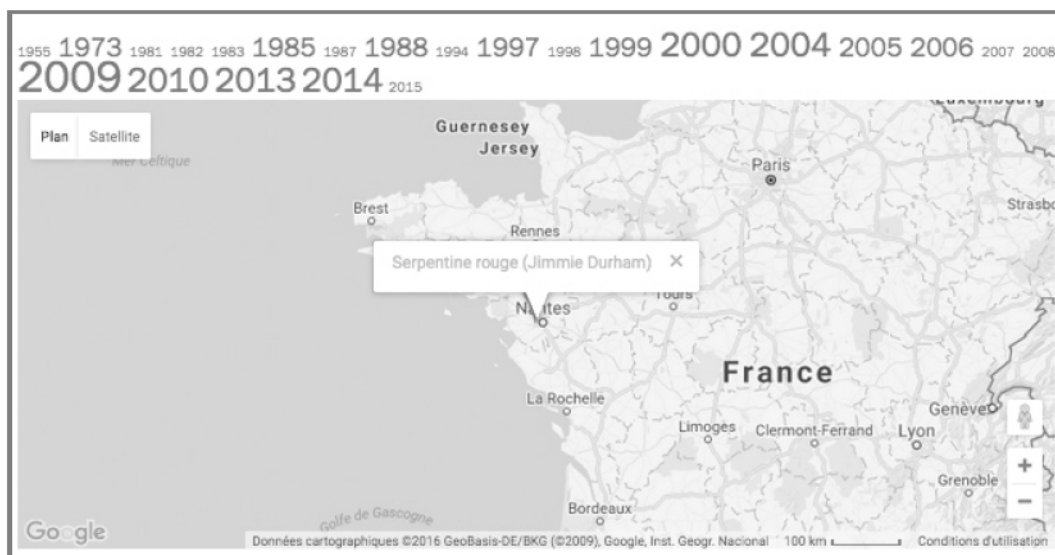 1955 1973 1981 1982 1983 1985 1987 1988 1994 1997 1998 1999 2000 2004 2005 2006 2007 2008
2009 2010 2013 2014 2015
Luxembourg
Plan Satellite
Guernesey
Jersey
Mer Celtique
Paris
Brest
Strasbo
Rennes
Serpentine rouge (Jimmie Durham) ×
Tours
Nantes
France
La Rochelle
Genève
Limoges
Clermont-Ferrand
Lyon
+
Grenoble
−
Bordeaux
Golfe de Gascogne
Google
Données cartographiques ©2016 GeoBasis-DE/BKG (©2009), Google, Inst. Geogr. Nacional 100 km Conditions d'utilisation